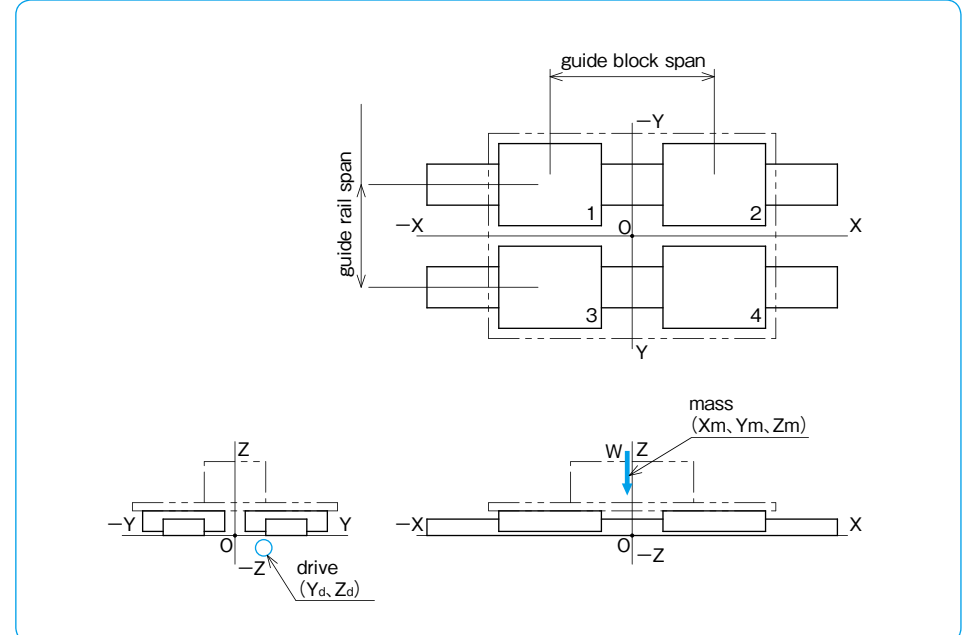 guide block span
−Y
guide rail span
1
2
−X
O
X
3
4
Y
mass
(Xm、Ym、Zm)
Z
W
Z
−Y
Y
−X
X
O
−Z
drive
(Yd、Zd)
O
−Z